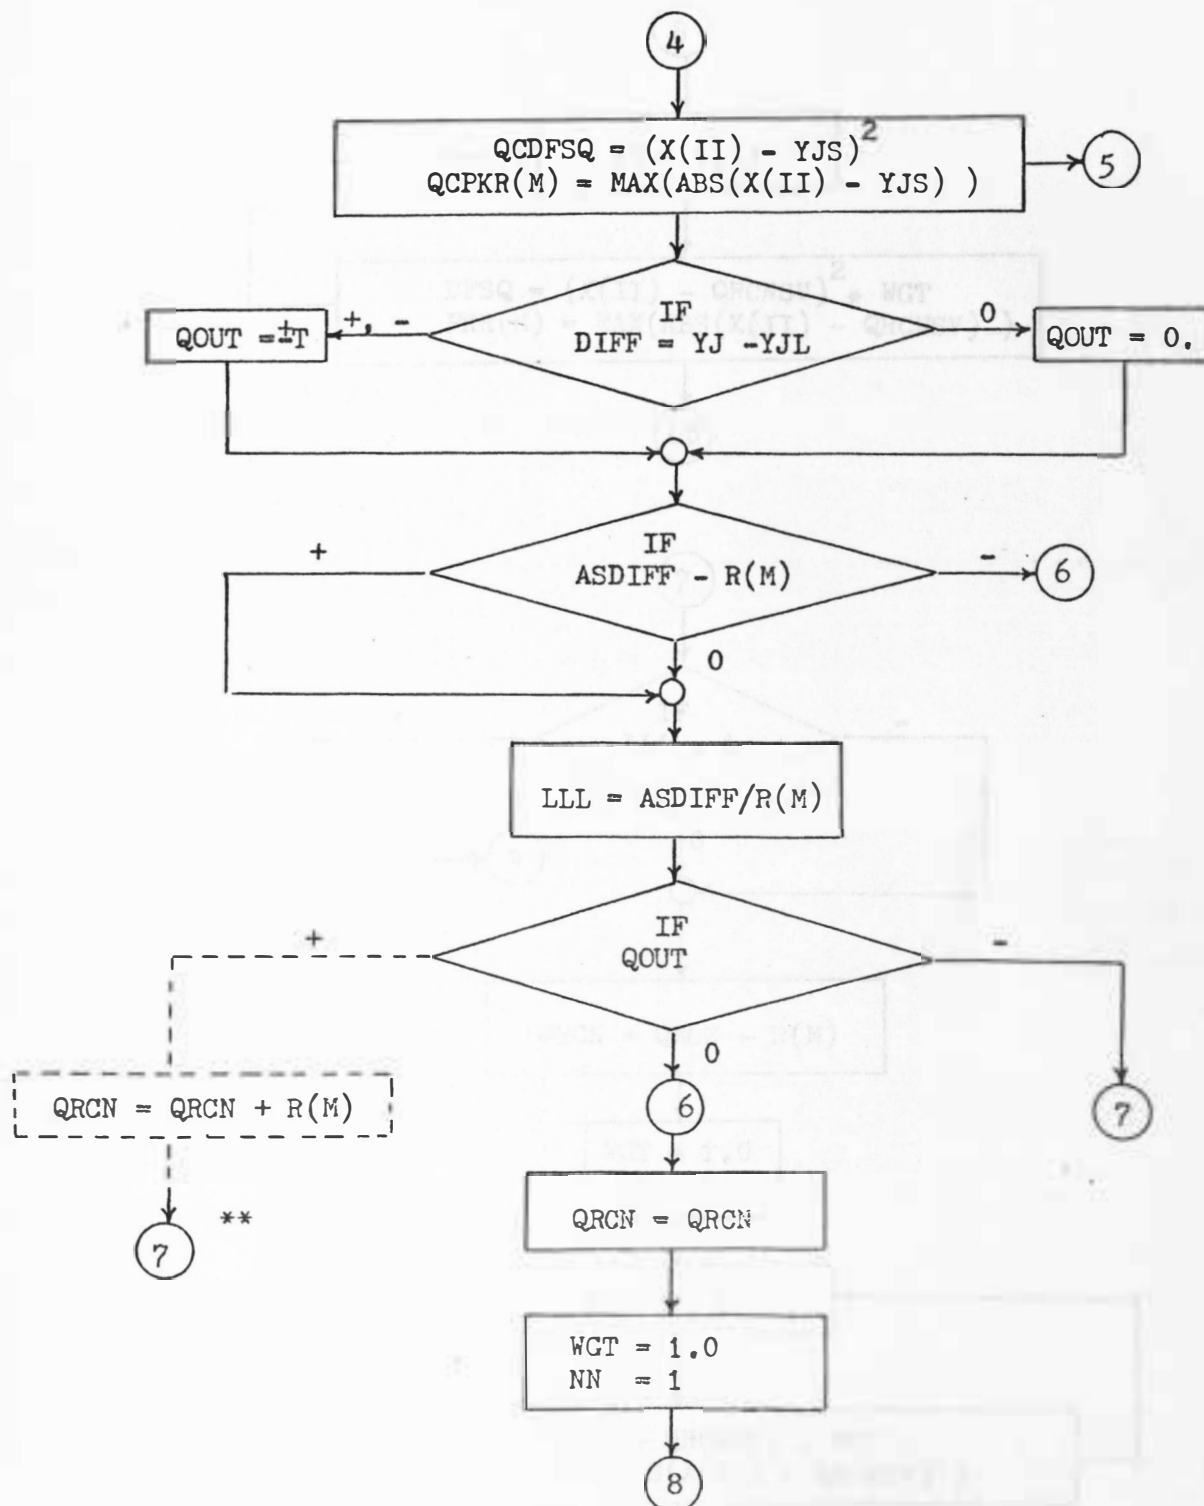 4
QCDFSQ = (X(II) - YJS)²
QCPKR(M) = MAX(ABS(X(II) - YJS) )
5
IF
DIFF = YJ -YJL
+, -
QOUT =±T
0
QOUT = 0.
IF
ASDIFF - R(M)
+
-
6
0
LLL = ASDIFF/R(M)
IF
QOUT
+
-
0
QRCN = QRCN + R(M)
6
7
**
7
QRCN = QRCN
WGT = 1.0
NN = 1
8